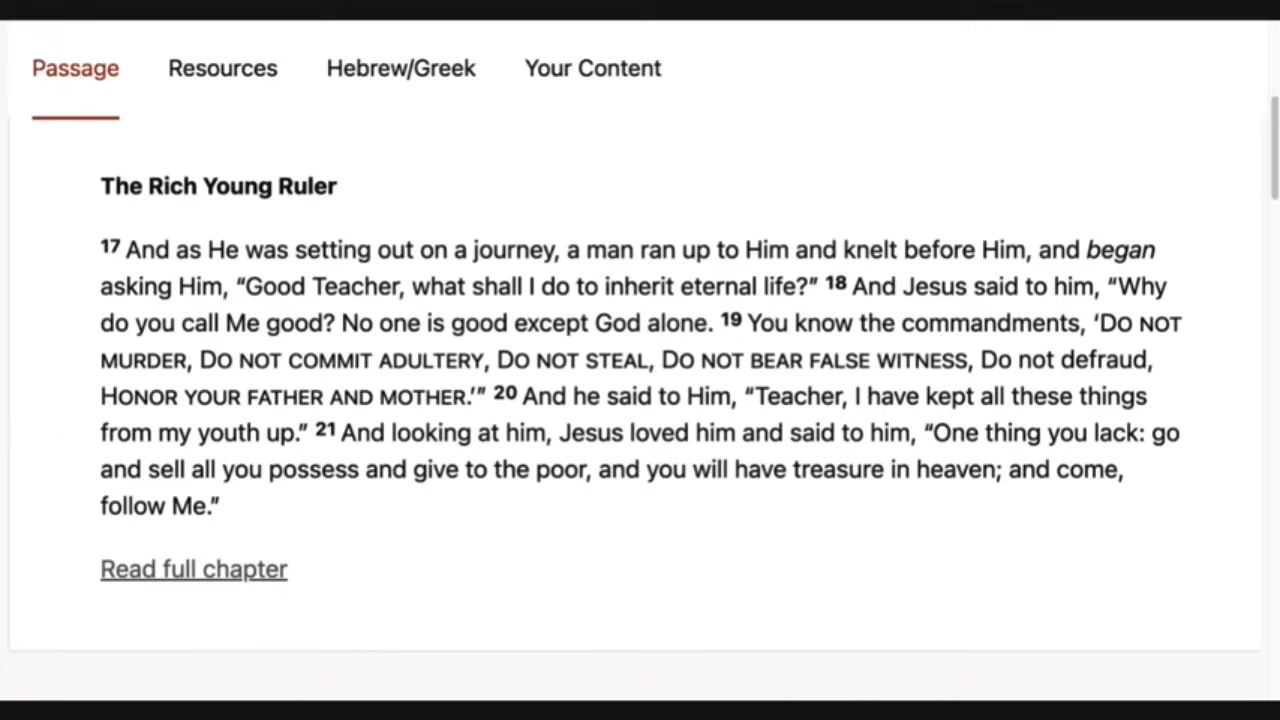 Passage Resources Hebrew/Greek Your Content
The Rich Young Ruler
17 And as He was setting out on a journey, a man ran up to Him and knelt before Him, and began
asking Him, “Good Teacher, what shall I do to inherit eternal life?” 18 And Jesus said to him, “Why
do you call Me good? No one is good except God alone. 19 You know the commandments, ‘DO NOT
MURDER, DO NOT COMMIT ADULTERY, DO NOT STEAL, DO NOT BEAR FALSE WITNESS, Do not defraud,
HONOR YOUR FATHER AND MOTHER.’” 20 And he said to Him, “Teacher, I have kept all these things
from my youth up.” 21 And looking at him, Jesus loved him and said to him, “One thing you lack: go
and sell all you possess and give to the poor, and you will have treasure in heaven; and come,
follow Me.”
Read full chapter